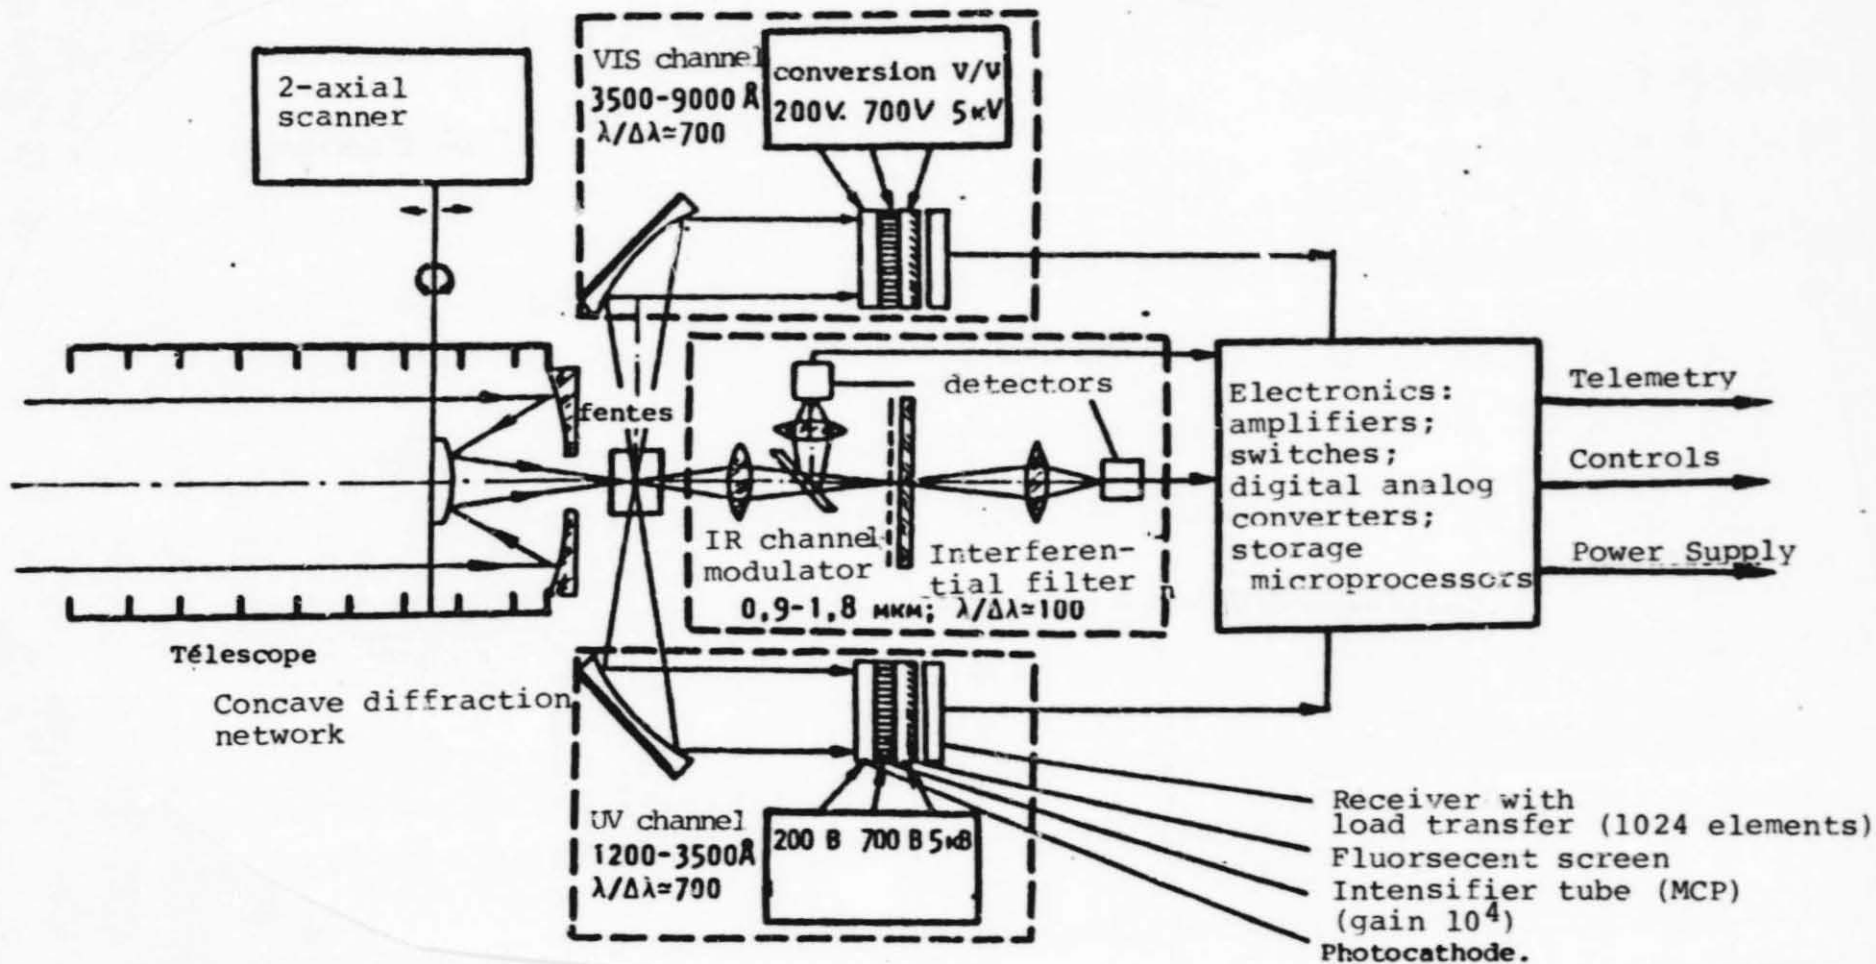 2-axial
scanner
VIS channel
3500-9000 Å
λ/Δλ≃700
conversion V/V
200V. 700V 5кV
fentes
detectors
IR channel
modulator
Interferen-
tial filter
0,9-1,8 мкм; λ/Δλ≃100
Electronics:
amplifiers;
switches;
digital analog
converters;
storage
microprocessors
Telemetry
Controls
Power Supply
Télescope
Concave diffraction
network
UV channel
1200-3500Å
λ/Δλ≃700
200 В 700 В 5кВ
Receiver with
load transfer (1024 elements)
Fluorsecent screen
Intensifier tube (MCP)
(gain 10⁴)
Photocathode.